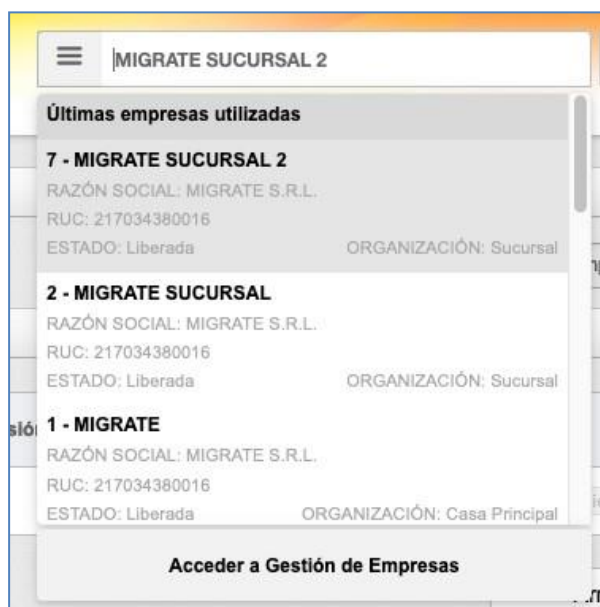 MIGRATE SUCURSAL 2
Últimas empresas utilizadas
7 - MIGRATE SUCURSAL 2
RAZÓN SOCIAL: MIGRATE S.R.L.
RUC: 217034380016
ESTADO: Liberada ORGANIZACIÓN: Sucursal
2 - MIGRATE SUCURSAL
RAZÓN SOCIAL: MIGRATE S.R.L.
RUC: 217034380016
ESTADO: Liberada ORGANIZACIÓN: Sucursal
1 - MIGRATE
RAZÓN SOCIAL: MIGRATE S.R.L.
RUC: 217034380016
ESTADO: Liberada ORGANIZACIÓN: Casa Principal
Acceder a Gestión de Empresas